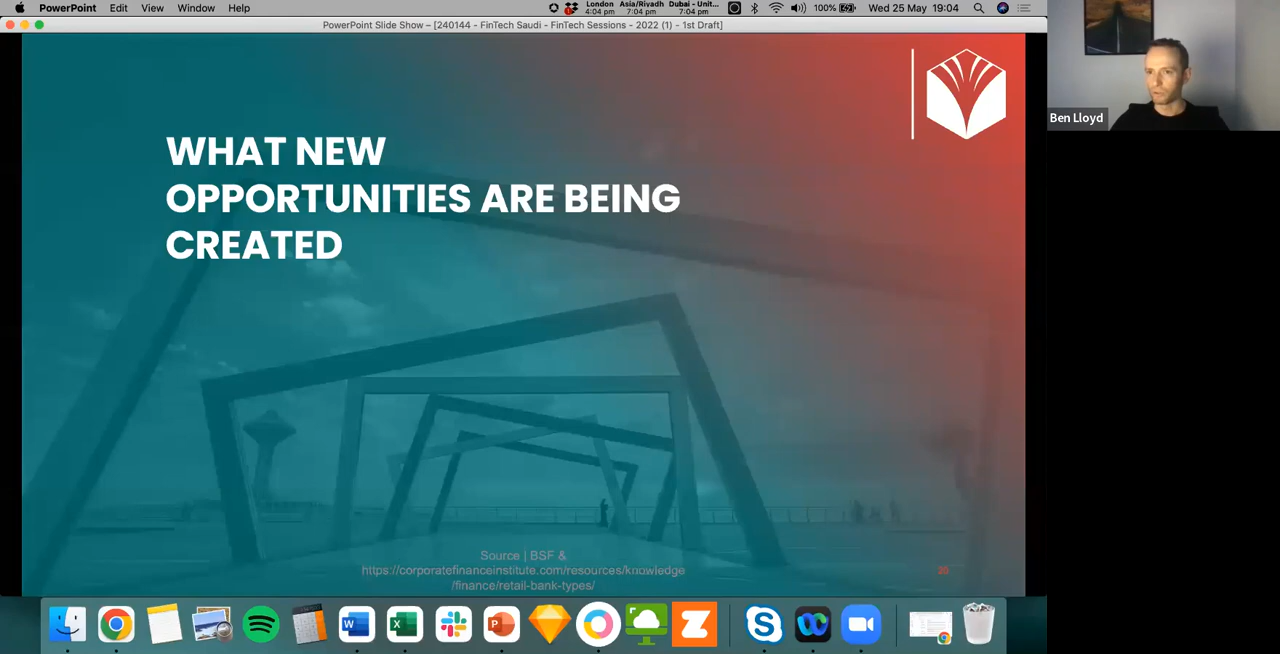 PowerPoint Edit View Window Help
London Asia/Riyadh Dubai - Unit...
4:04 pm 7:04 pm 7:04 pm
100%
Wed 25 May 19:04
PowerPoint Slide Show – [240144 - FinTech Saudi - FinTech Sessions - 2022 (1) - 1st Draft]
WHAT NEW
OPPORTUNITIES ARE BEING
CREATED
Ben Lloyd
Source | BSF &
https://corporatefinanceinstitute.com/resources/knowledge
/finance/retail-bank-types/